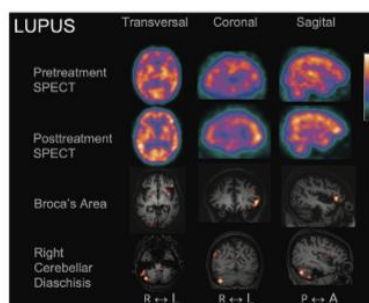 LUPUS
Transversal Coronal Sagital
Pretreatment
SPECT
Posttreatment
SPECT
Broca's Area
Right
Cerebellar
Diaschisis
R ↔ L R ↔ L P ↔ A